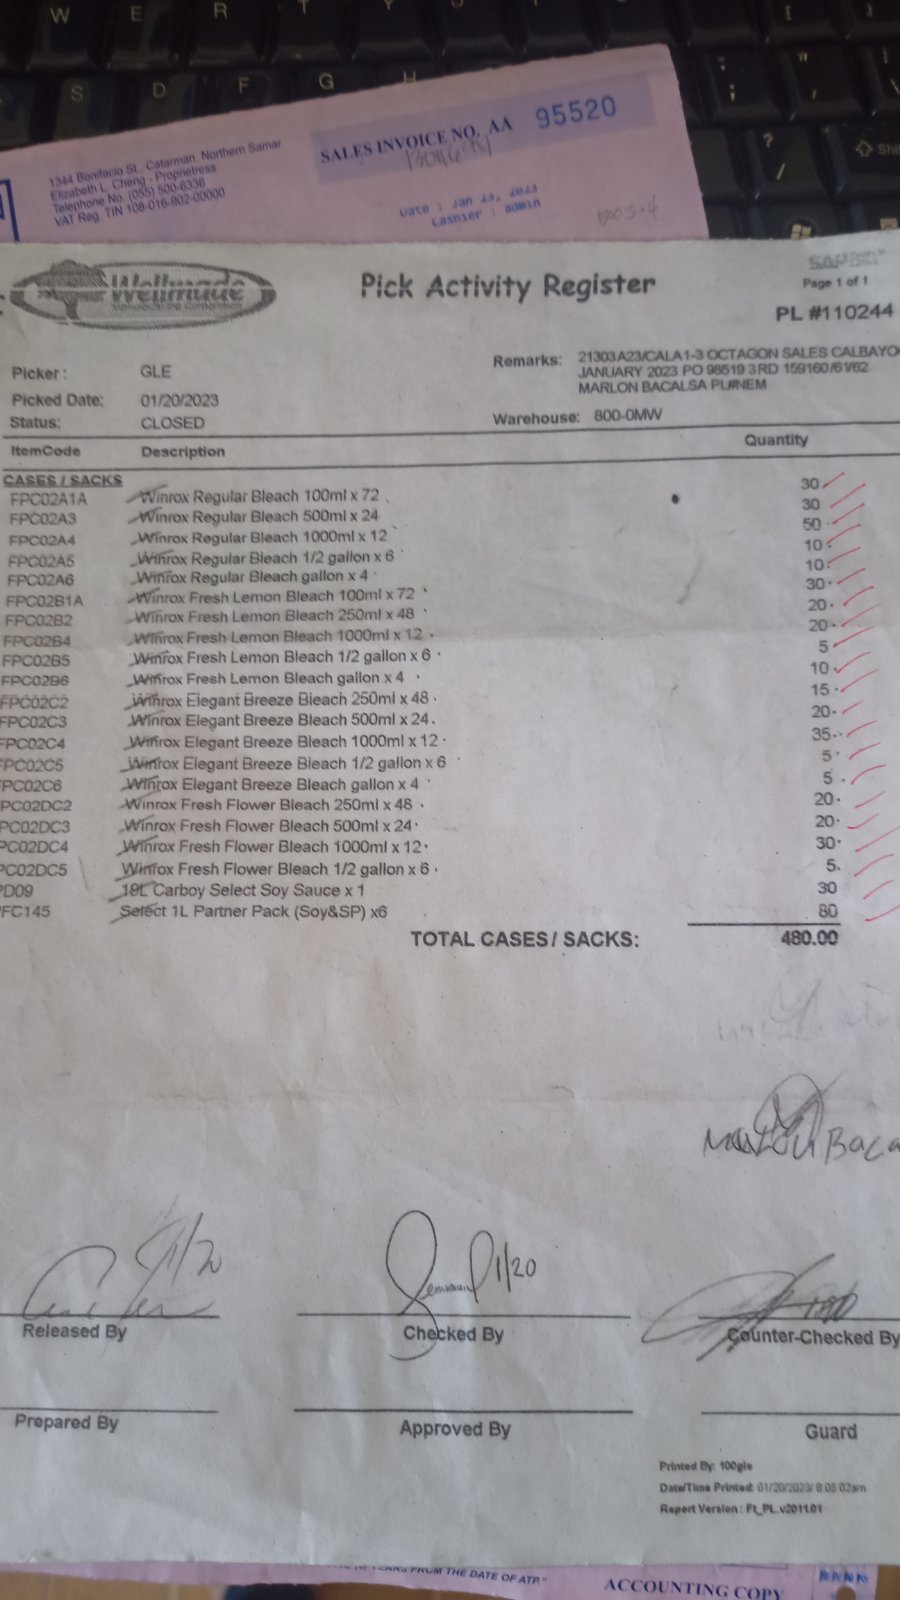 W E R T Y
S D F G H
1344 Bonifacio St., Catarman, Northern Samar
Elizabeth L. Cheng - Proprietress
Telephone No. (055) 500-6336
VAT Reg. TIN 108-016-902-00000
SALES INVOICE NO. AA 95520
Date : Jan 23, 2023
Cashier : admin
Wellmade
Pick Activity Register
Page 1 of 1
PL #110244
Picker : GLE
Remarks: 21303A23/CALA1-3 OCTAGON SALES CALBAYO
JANUARY 2023 PO 98519 3RD 159160/61/62
MARLON BACALSA PL#NEM
Picked Date: 01/20/2023
Status: CLOSED
Warehouse: 800-0MW
ItemCode Description Quantity
CASES / SACKS
FPC02A1A Winrox Regular Bleach 100ml x 72 30
FPC02A3 Winrox Regular Bleach 500ml x 24 30
FPC02A4 Winrox Regular Bleach 1000ml x 12 50
FPC02A5 Winrox Regular Bleach 1/2 gallon x 6 10
FPC02A6 Winrox Regular Bleach gallon x 4 10
FPC02B1A Winrox Fresh Lemon Bleach 100ml x 72 30
FPC02B2 Winrox Fresh Lemon Bleach 250ml x 48 20
FPC02B4 Winrox Fresh Lemon Bleach 1000ml x 12 20
FPC02B5 Winrox Fresh Lemon Bleach 1/2 gallon x 6 5
FPC02B6 Winrox Fresh Lemon Bleach gallon x 4 10
FPC02C2 Winrox Elegant Breeze Bleach 250ml x 48 15
FPC02C3 Winrox Elegant Breeze Bleach 500ml x 24 20
FPC02C4 Winrox Elegant Breeze Bleach 1000ml x 12 35
FPC02C5 Winrox Elegant Breeze Bleach 1/2 gallon x 6 5
FPC02C6 Winrox Elegant Breeze Bleach gallon x 4 5
PC02DC2 Winrox Fresh Flower Bleach 250ml x 48 20
PC02DC3 Winrox Fresh Flower Bleach 500ml x 24 20
PC02DC4 Winrox Fresh Flower Bleach 1000ml x 12 30
PC02DC5 Winrox Fresh Flower Bleach 1/2 gallon x 6 5
PD09 19L Carboy Select Soy Sauce x 1 30
FC145 Select 1L Partner Pack (Soy&SP) x6 80
TOTAL CASES / SACKS: 480.00
Baca
1/20
1/20
Released By Checked By Counter-Checked By
Prepared By Approved By Guard
Printed By: 100gle
Date/Time Printed: 01/20/2023/ 8:05:02am
Report Version : Ft_PL.v2011.01
YEARS FROM THE DATE OF ATP."
ACCOUNTING COPY